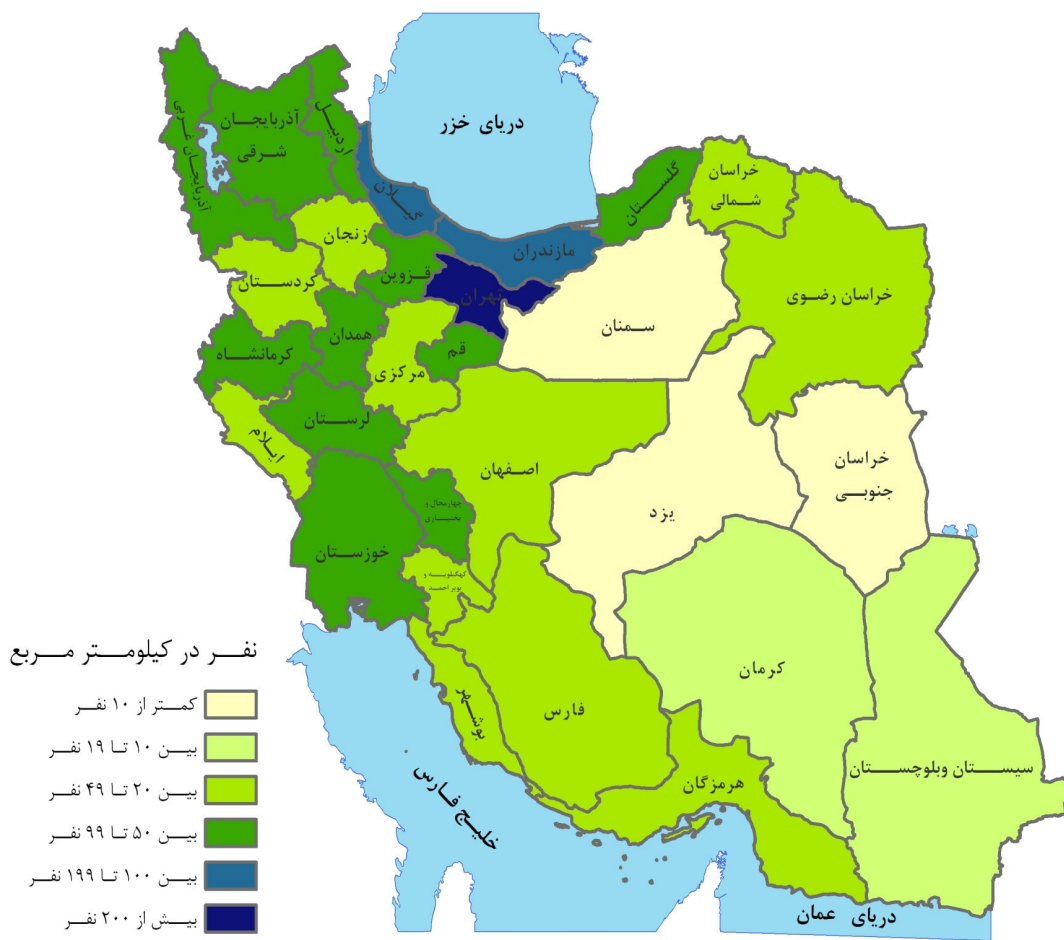 دریای خزر
آذربایجان غربی
آذربایجان
شرقی
اردبیل
گیلان
مازندران
گلستان
خراسان
شمالی
خراسان رضوی
زنجان
قزوین
تهران
سمنان
کردستان
همدان
مرکزی
قم
کرمانشاه
لرستان
ایلام
اصفهان
یزد
خراسان
جنوبی
خوزستان
چهارمحال و
بختیاری
کهگیلویه و
بویر احمد
فارس
کرمان
سیستان وبلوچستان
بوشهر
هرمزگان
خلیج فارس
دریای عمان
نفر در کیلومتر مربع
کمتر از ۱۰ نفر
بین ۱۰ تا ۱۹ نفر
بین ۲۰ تا ۴۹ نفر
بین ۵۰ تا ۹۹ نفر
بین ۱۰۰ تا ۱۹۹ نفر
بیش از ۲۰۰ نفر